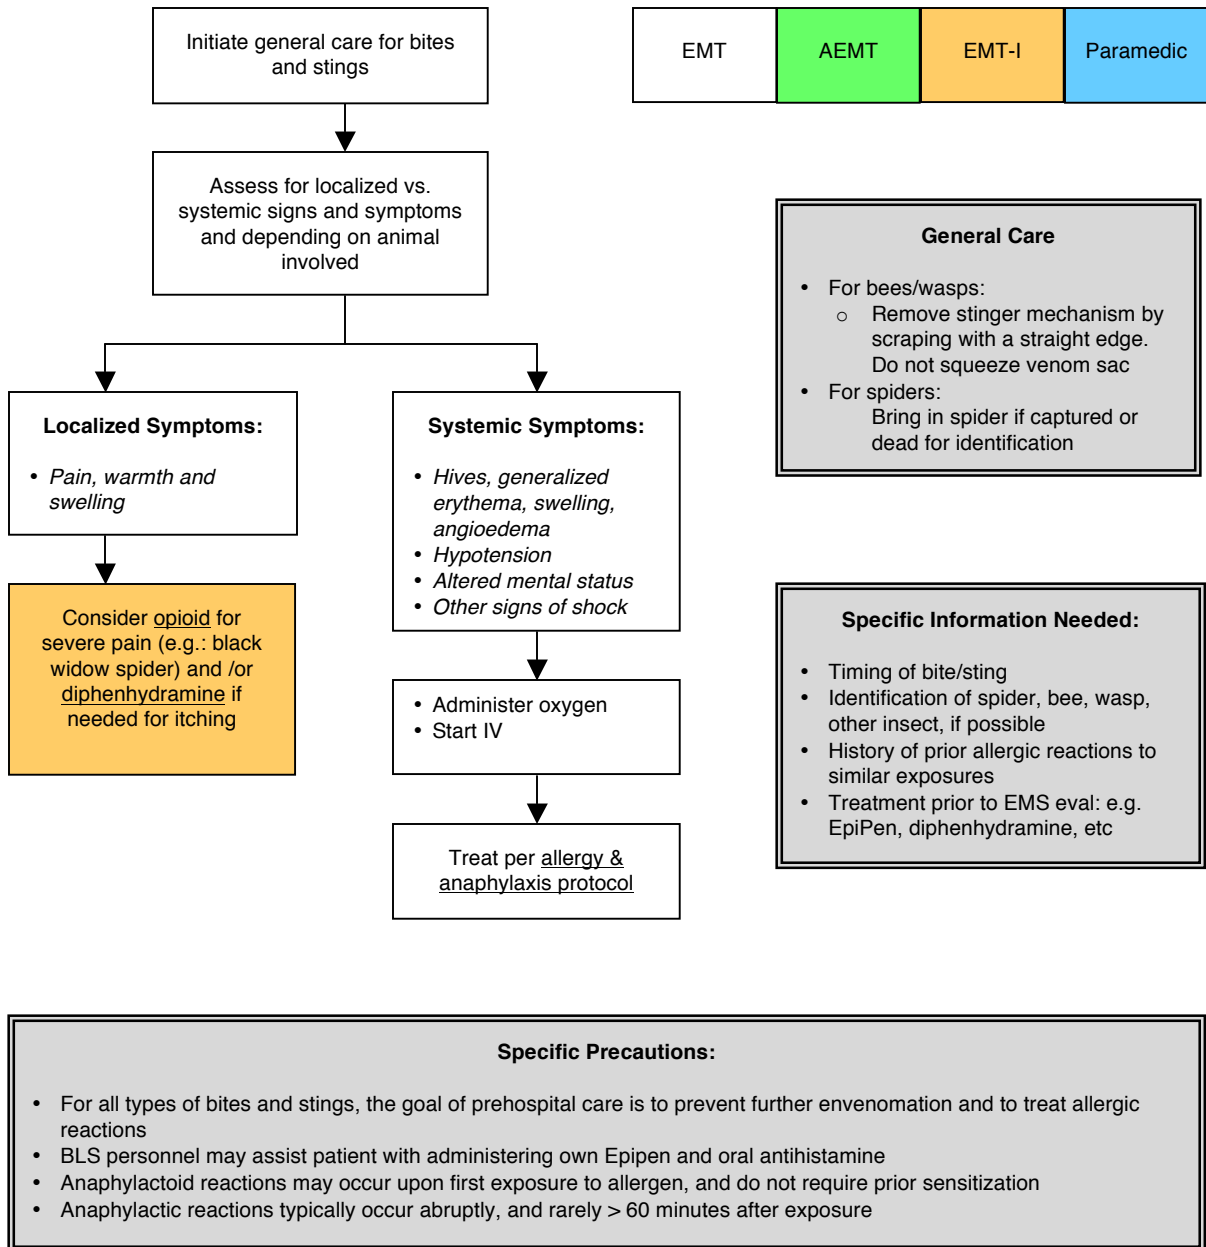 Initiate general care for bites
and stings
EMT
AEMT
EMT-I
Paramedic
Assess for localized vs.
systemic signs and symptoms
and depending on animal
involved
General Care
• For bees/wasps:
o Remove stinger mechanism by
scraping with a straight edge.
Do not squeeze venom sac
• For spiders:
Bring in spider if captured or
dead for identification
Localized Symptoms:
• Pain, warmth and
swelling
Systemic Symptoms:
• Hives, generalized
erythema, swelling,
angioedema
• Hypotension
• Altered mental status
• Other signs of shock
Consider opioid for
severe pain (e.g.: black
widow spider) and /or
diphenhydramine if
needed for itching
Specific Information Needed:
• Timing of bite/sting
• Identification of spider, bee, wasp,
other insect, if possible
• History of prior allergic reactions to
similar exposures
• Treatment prior to EMS eval: e.g.
EpiPen, diphenhydramine, etc
• Administer oxygen
• Start IV
Treat per allergy &
anaphylaxis protocol
Specific Precautions:
• For all types of bites and stings, the goal of prehospital care is to prevent further envenomation and to treat allergic
reactions
• BLS personnel may assist patient with administering own Epipen and oral antihistamine
• Anaphylactoid reactions may occur upon first exposure to allergen, and do not require prior sensitization
• Anaphylactic reactions typically occur abruptly, and rarely > 60 minutes after exposure